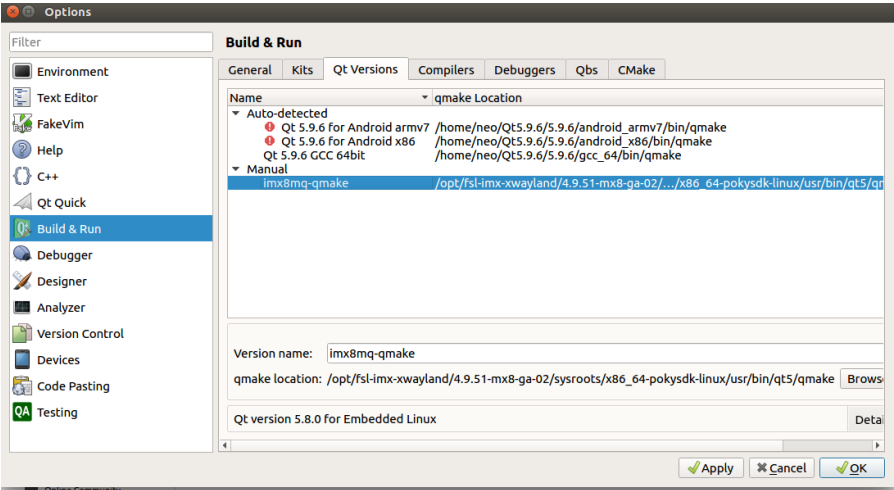 Options
Filter
Build & Run
Environment
Text Editor
FakeVim
Help
C++
Qt Quick
Build & Run
Debugger
Designer
Analyzer
Version Control
Devices
Code Pasting
Testing
General Kits Qt Versions Compilers Debuggers Qbs CMake
Name qmake Location
Auto-detected
Qt 5.9.6 for Android armv7 /home/neo/Qt5.9.6/5.9.6/android_armv7/bin/qmake
Qt 5.9.6 for Android x86 /home/neo/Qt5.9.6/5.9.6/android_x86/bin/qmake
Qt 5.9.6 GCC 64bit /home/neo/Qt5.9.6/5.9.6/gcc_64/bin/qmake
Manual
imx8mq-qmake /opt/fsl-imx-xwayland/4.9.51-mx8-ga-02/.../x86_64-pokysdk-linux/usr/bin/qt5/qr
Version name: imx8mq-qmake
qmake location: /opt/fsl-imx-xwayland/4.9.51-mx8-ga-02/sysroots/x86_64-pokysdk-linux/usr/bin/qt5/qmake Brows
Qt version 5.8.0 for Embedded Linux Detai
Apply Cancel OK